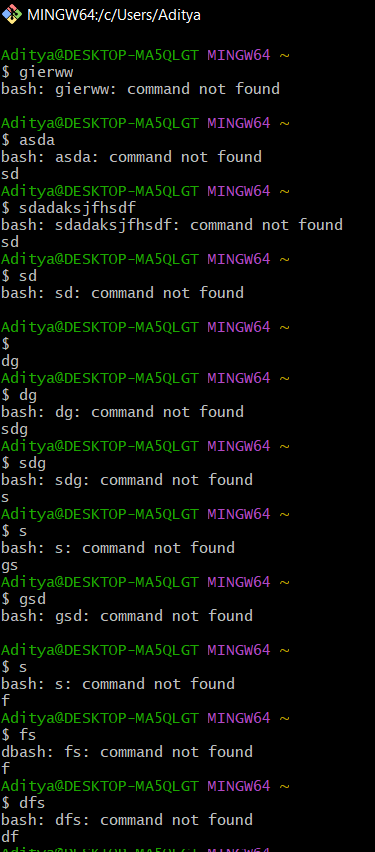 MINGW64:/c/Users/Aditya
Aditya@DESKTOP-MA5QLGT MINGW64 ~
$ gierww
bash: gierww: command not found
Aditya@DESKTOP-MA5QLGT MINGW64 ~
$ asda
bash: asda: command not found
sd
Aditya@DESKTOP-MA5QLGT MINGW64 ~
$ sdadaksjfhsdf
bash: sdadaksjfhsdf: command not found
sd
Aditya@DESKTOP-MA5QLGT MINGW64 ~
$ sd
bash: sd: command not found
Aditya@DESKTOP-MA5QLGT MINGW64 ~
$
dg
Aditya@DESKTOP-MA5QLGT MINGW64 ~
$ dg
bash: dg: command not found
sdg
Aditya@DESKTOP-MA5QLGT MINGW64 ~
$ sdg
bash: sdg: command not found
s
Aditya@DESKTOP-MA5QLGT MINGW64 ~
$ s
bash: s: command not found
gs
Aditya@DESKTOP-MA5QLGT MINGW64 ~
$ gsd
bash: gsd: command not found
Aditya@DESKTOP-MA5QLGT MINGW64 ~
$ s
bash: s: command not found
f
Aditya@DESKTOP-MA5QLGT MINGW64 ~
$ fs
dbash: fs: command not found
f
Aditya@DESKTOP-MA5QLGT MINGW64 ~
$ dfs
bash: dfs: command not found
df
Aditya@DESKTOP-MA5QLGT MINGW64 ~